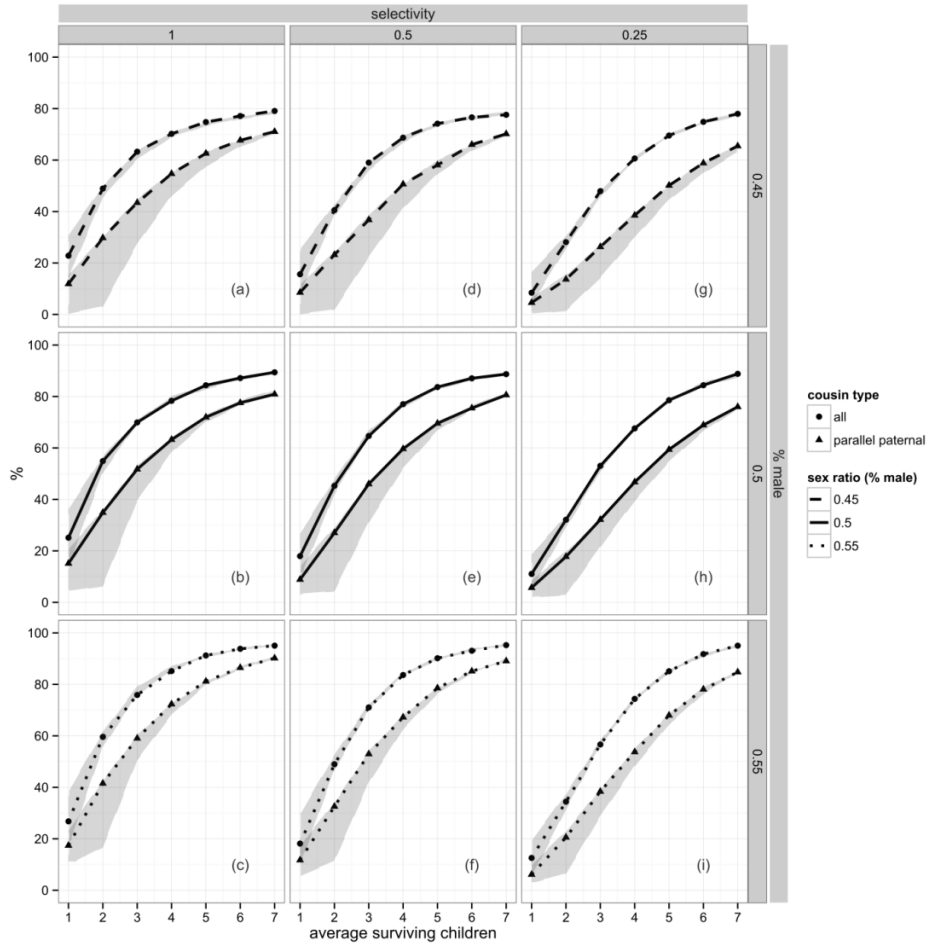 selectivity
1 0.5 0.25
100
80
60
40
20
0
(a) (d) (g)
0.45
100
80
60
40
20
0
(b) (e) (h)
0.5
%
% male
100
80
60
40
20
0
(c) (f) (i)
0.55
1 2 3 4 5 6 7 1 2 3 4 5 6 7 1 2 3 4 5 6 7
average surviving children
cousin type
all
parallel paternal
sex ratio (% male)
0.45
0.5
0.55